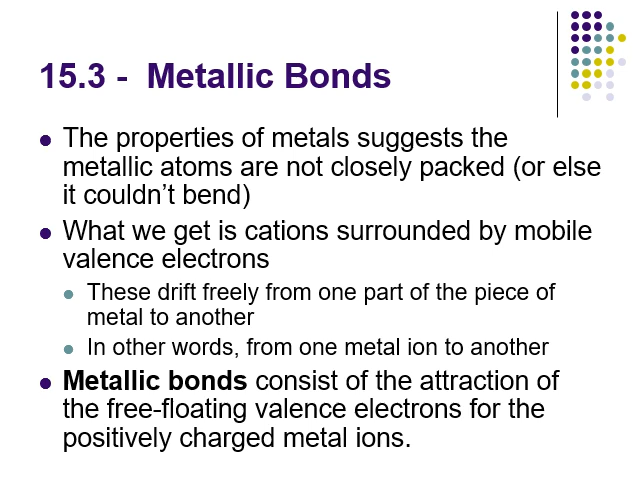 15.3 - Metallic Bonds
The properties of metals suggests the
metallic atoms are not closely packed (or else
it couldn’t bend)
What we get is cations surrounded by mobile
valence electrons
These drift freely from one part of the piece of
metal to another
In other words, from one metal ion to another
Metallic bonds consist of the attraction of
the free-floating valence electrons for the
positively charged metal ions.